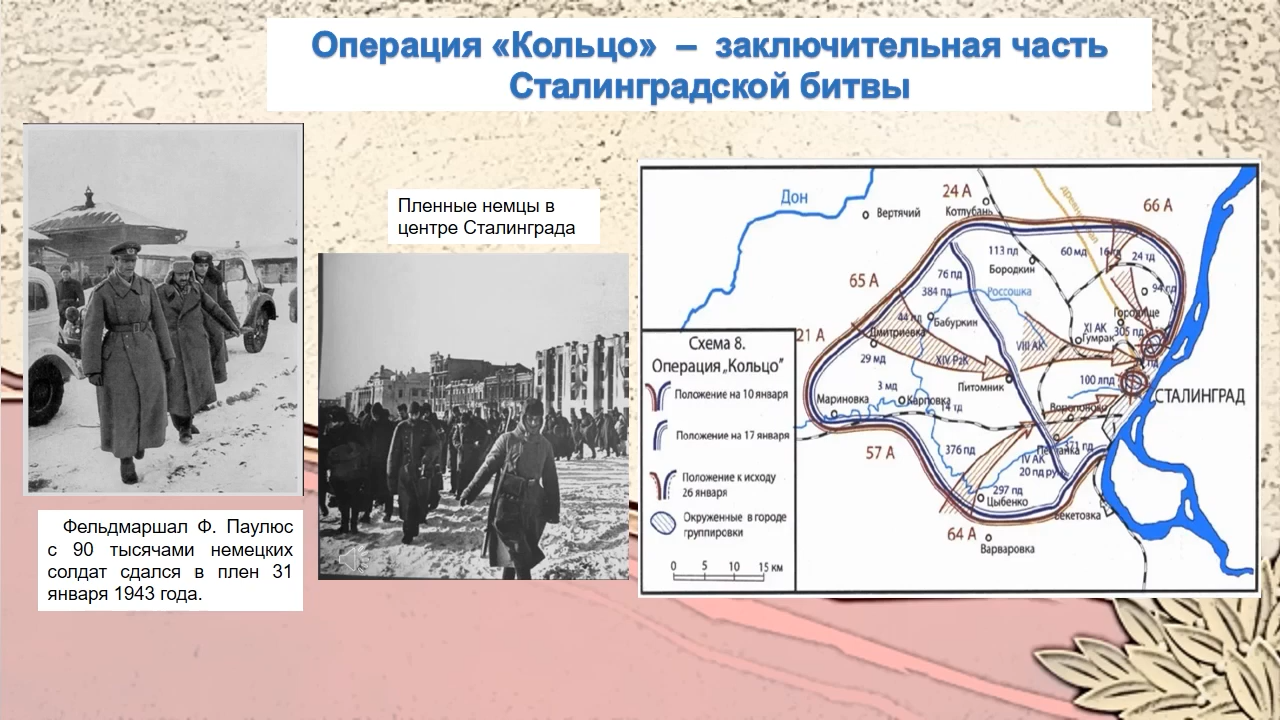 Операция «Кольцо» – заключительная часть
Сталинградской битвы
Пленные немцы в
центре Сталинграда
Фельдмаршал Ф. Паулюс
с 90 тысячами немецких
солдат сдался в плен 31
января 1943 года.
Дон
Вертячий
24 А
Котлубань
66 А
113 пд
Бородкин
60 мд
24 тд
65 А
76 пд
384 пд
Россошка
94 пд
Городище
44 пд
Бабуркин
21 А
Дмитриевка
XI АК
305 пд
Гумрак
VIII АК
29 мд
XIV РzК
Питомник
100 лпд
3 мд
Мариновка
Карповка
14 тд
Воропоново
СТАЛИНГРАД
57 А
376 пд
Песчанка
371 пд
IV АК
20 пд рум
297 пд
Цыбенко
Бекетовка
64 А
Варваровка
Схема 8.
Операция „Кольцо”
Положение на 10 января
Положение на 17 января
Положение к исходу
26 января
Окруженные в городе
группировки
0 5 10 15 км